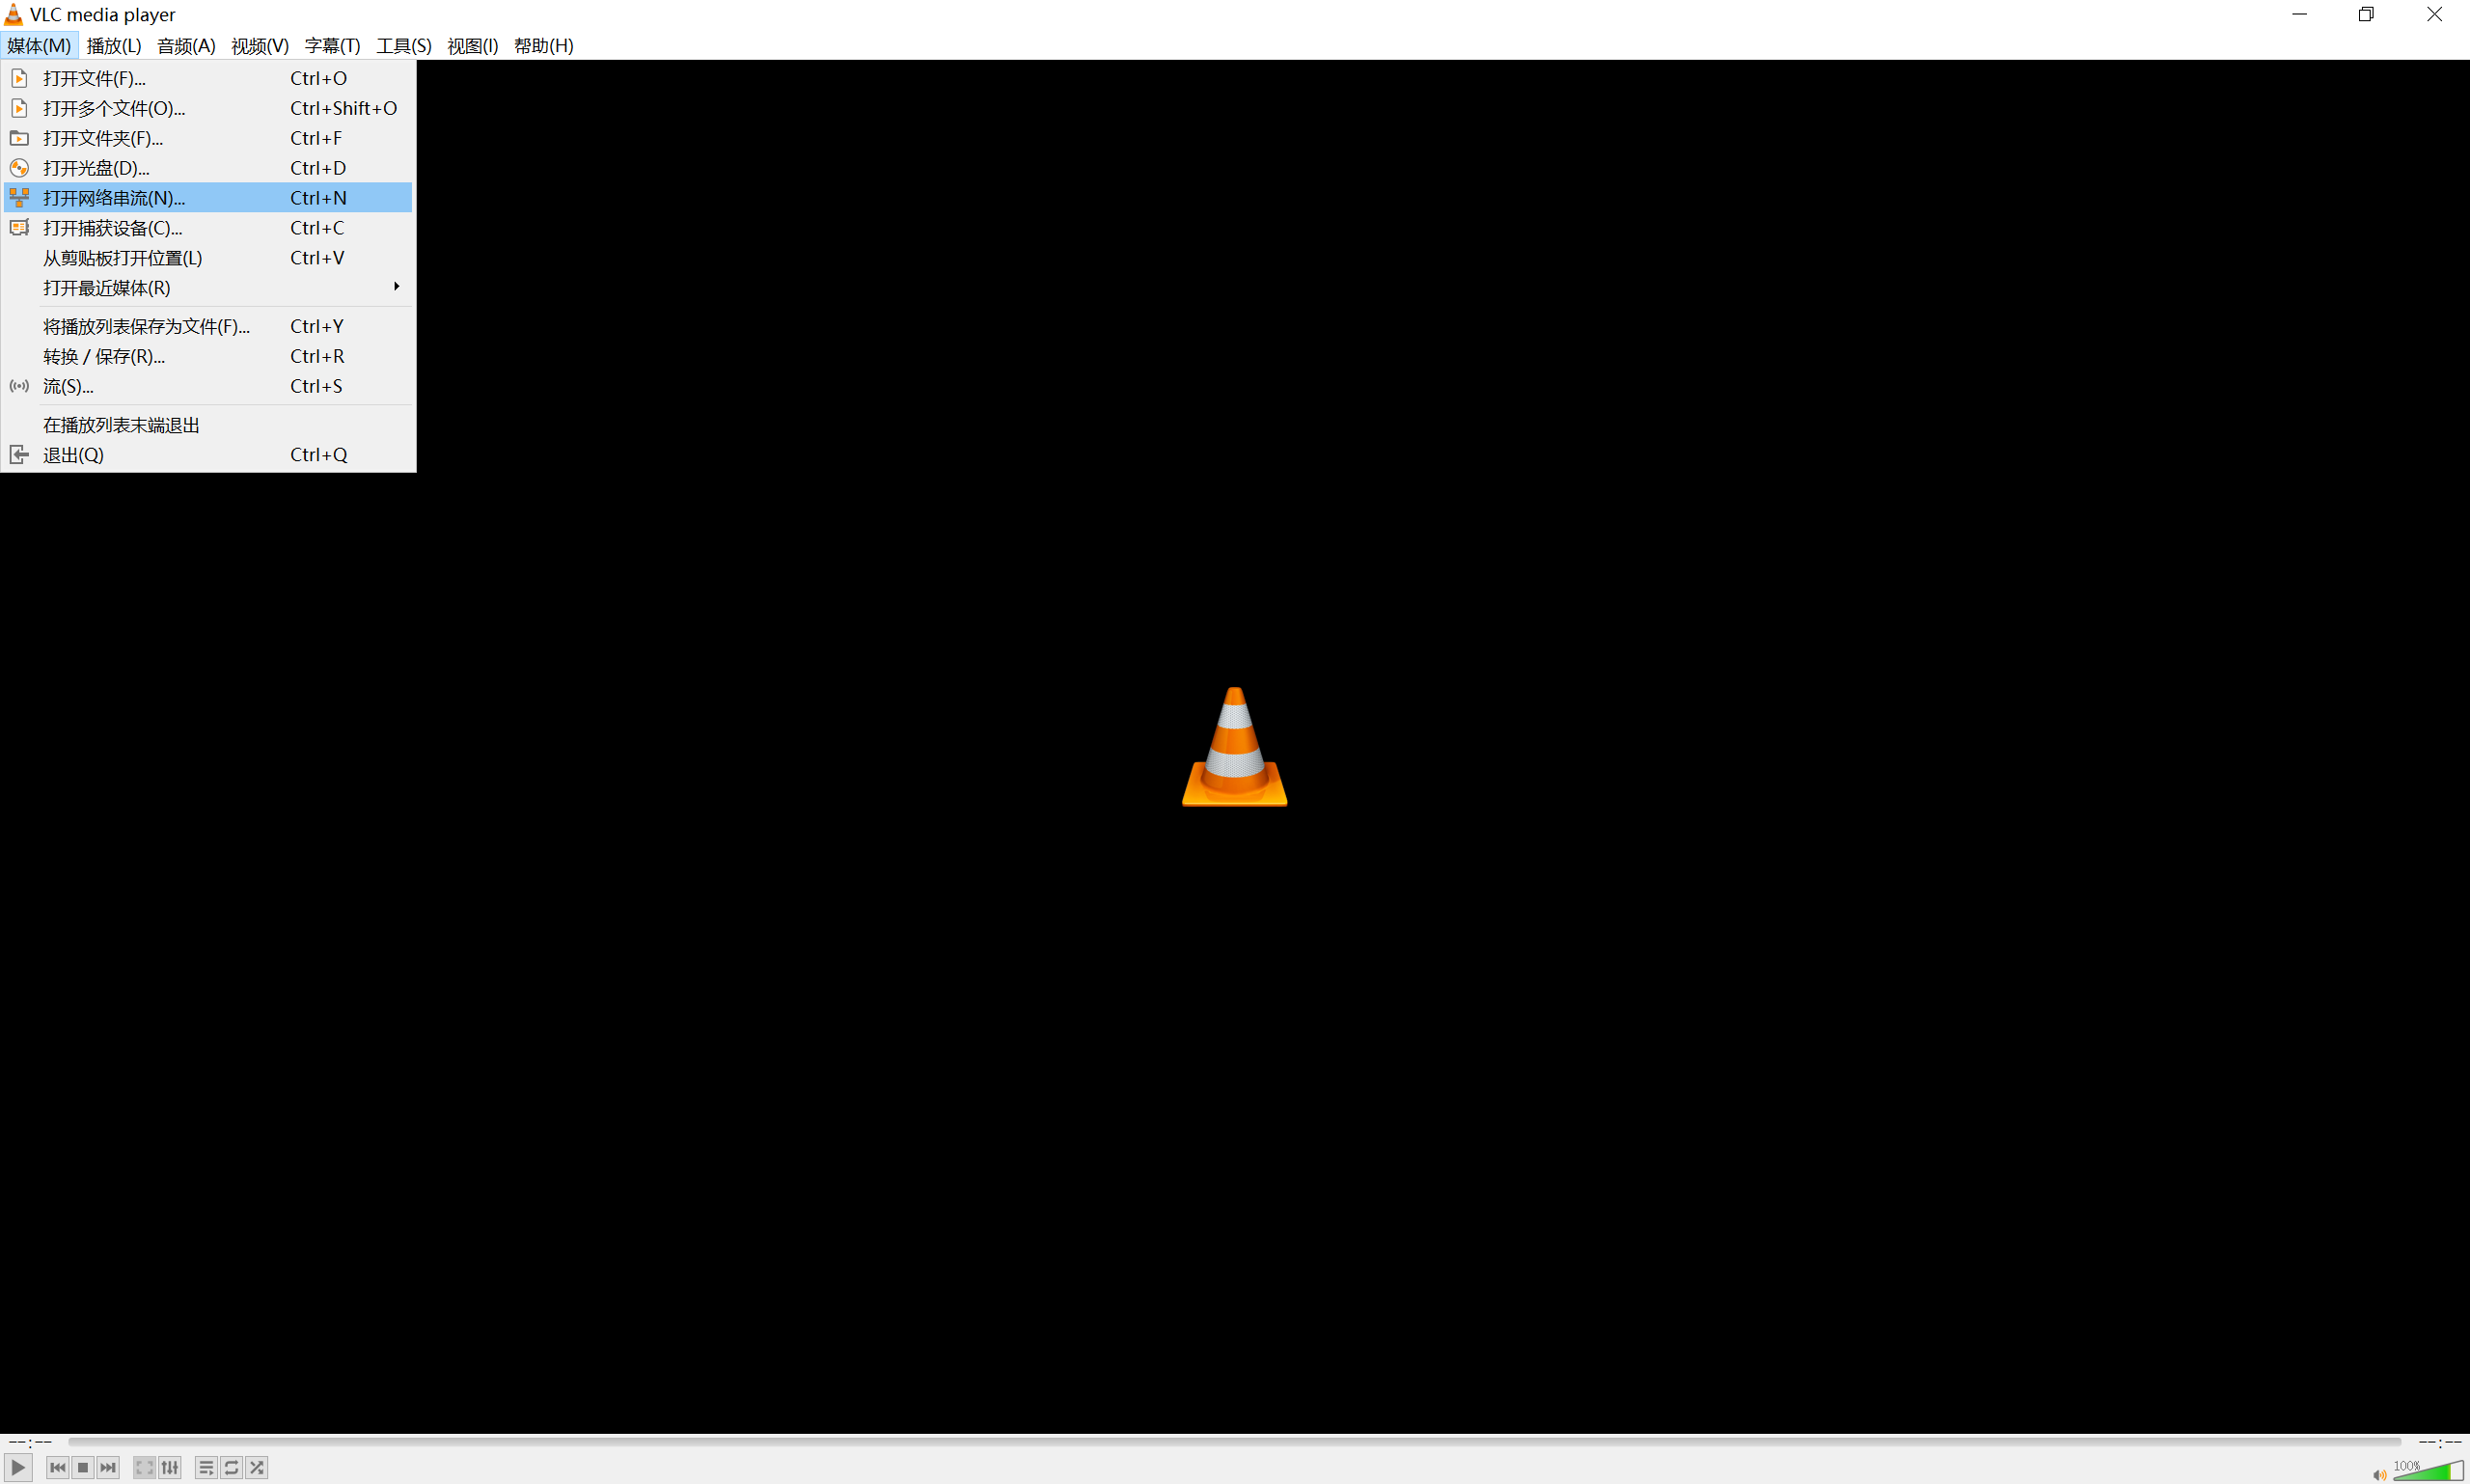 VLC media player
媒体(M) 播放(L) 音频(A) 视频(V) 字幕(T) 工具(S) 视图(I) 帮助(H)
打开文件(F)... Ctrl+O
打开多个文件(O)... Ctrl+Shift+O
打开文件夹(F)... Ctrl+F
打开光盘(D)... Ctrl+D
打开网络串流(N)... Ctrl+N
打开捕获设备(C)... Ctrl+C
从剪贴板打开位置(L) Ctrl+V
打开最近媒体(R)
将播放列表保存为文件(F)... Ctrl+Y
转换 / 保存(R)... Ctrl+R
流(S)... Ctrl+S
在播放列表末端退出
退出(Q) Ctrl+Q
--:-- --:--
100%